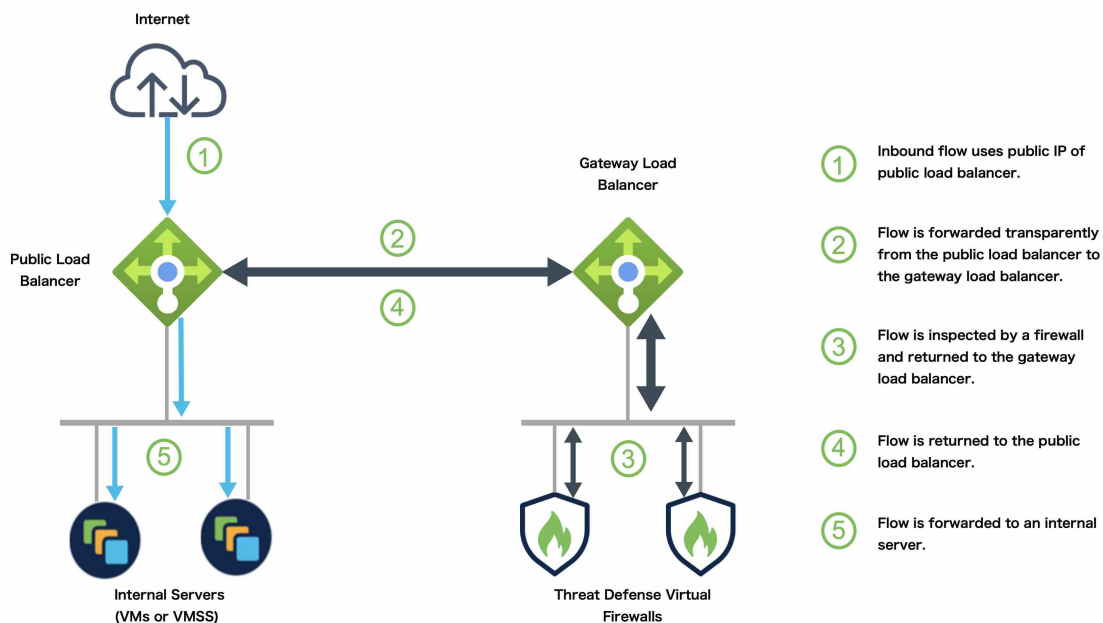 Internet
1
Gateway Load
Balancer
Public Load
Balancer
2
4
5
3
Internal Servers
(VMs or VMSS)
Threat Defense Virtual
Firewalls
1
Inbound flow uses public IP of
public load balancer.
2
Flow is forwarded transparently
from the public load balancer to
the gateway load balancer.
3
Flow is inspected by a firewall
and returned to the gateway
load balancer.
4
Flow is returned to the public
load balancer.
5
Flow is forwarded to an internal
server.